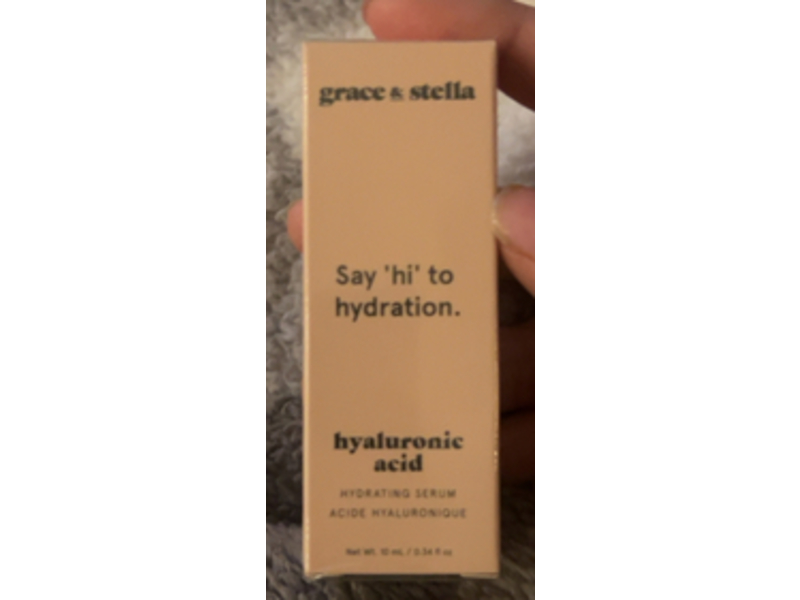 grace & stella
Say 'hi' to
hydration.
hyaluronic
acid
HYDRATING SERUM
ACIDE HYALURONIQUE
Net Wt. 10 mL / 0.34 fl oz